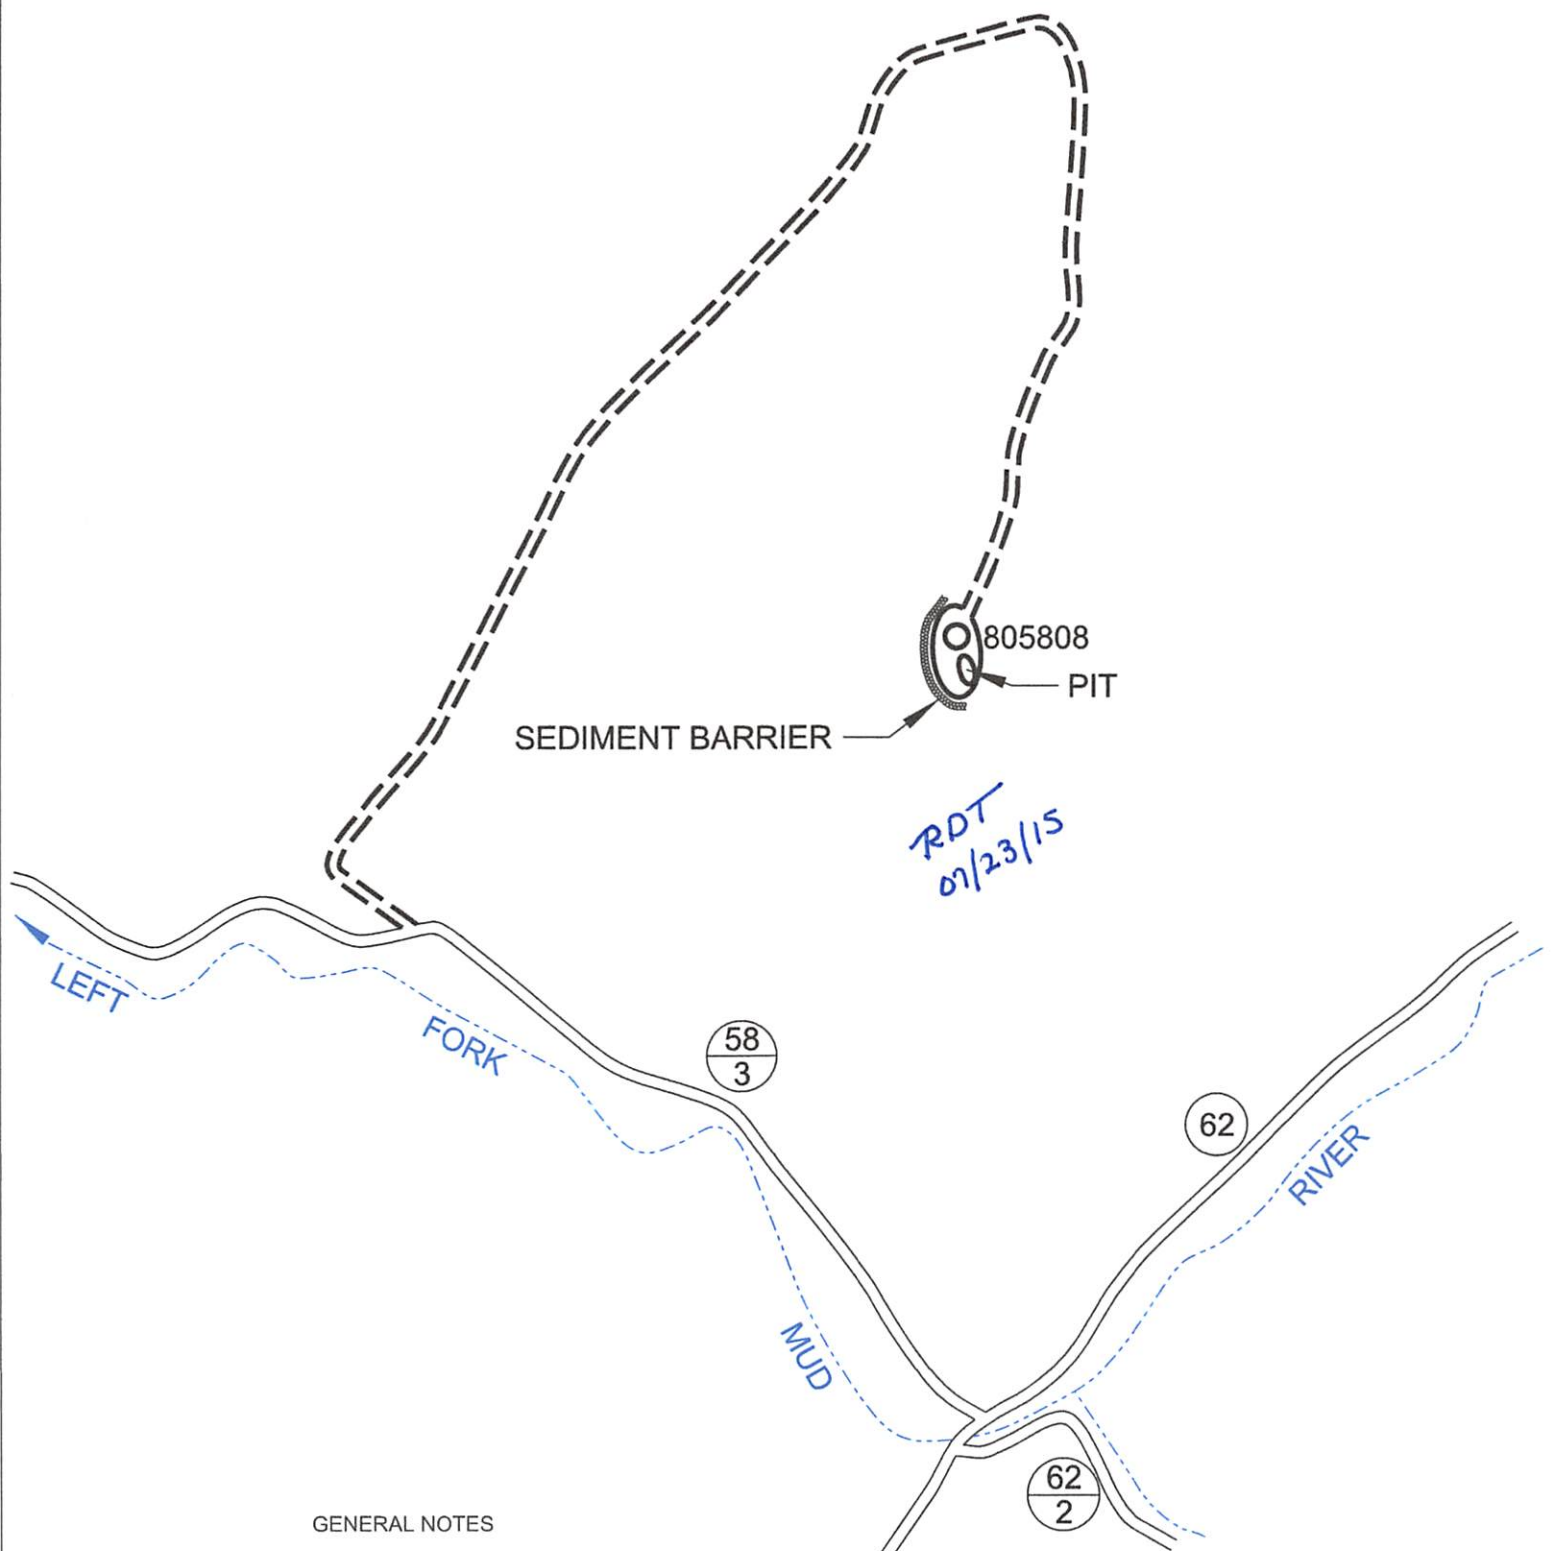 805808
PIT
SEDIMENT BARRIER
RDT
07/23/15
LEFT
FORK
58
3
62
RIVER
MUD
62
2
GENERAL NOTES